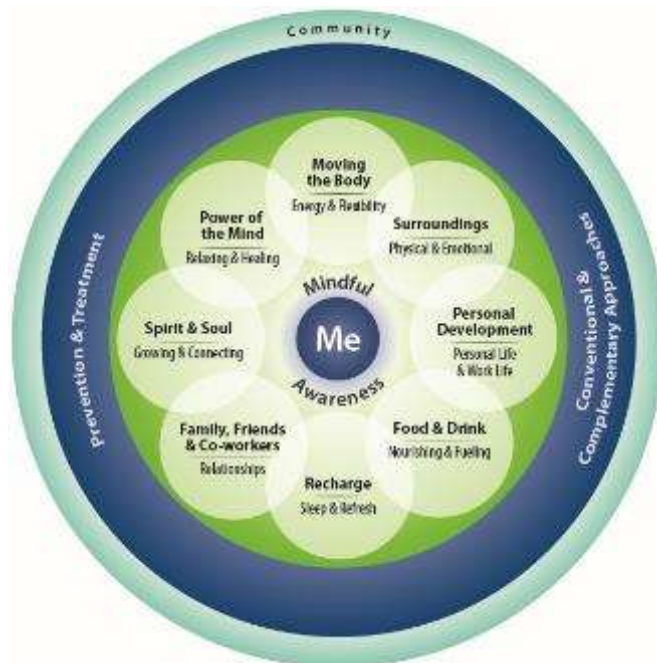 Community
Moving
the Body
Energy & Flexibility
Surroundings
Physical & Emotional
Personal
Development
Personal Life
& Work Life
Food & Drink
Nourishing & Fueling
Recharge
Sleep & Refresh
Family, Friends
& Co-workers
Relationships
Spirit & Soul
Growing & Connecting
Power of
the Mind
Relaxing & Healing
Mindful
Me
Awareness
Prevention & Treatment
Conventional &
Complementary Approaches